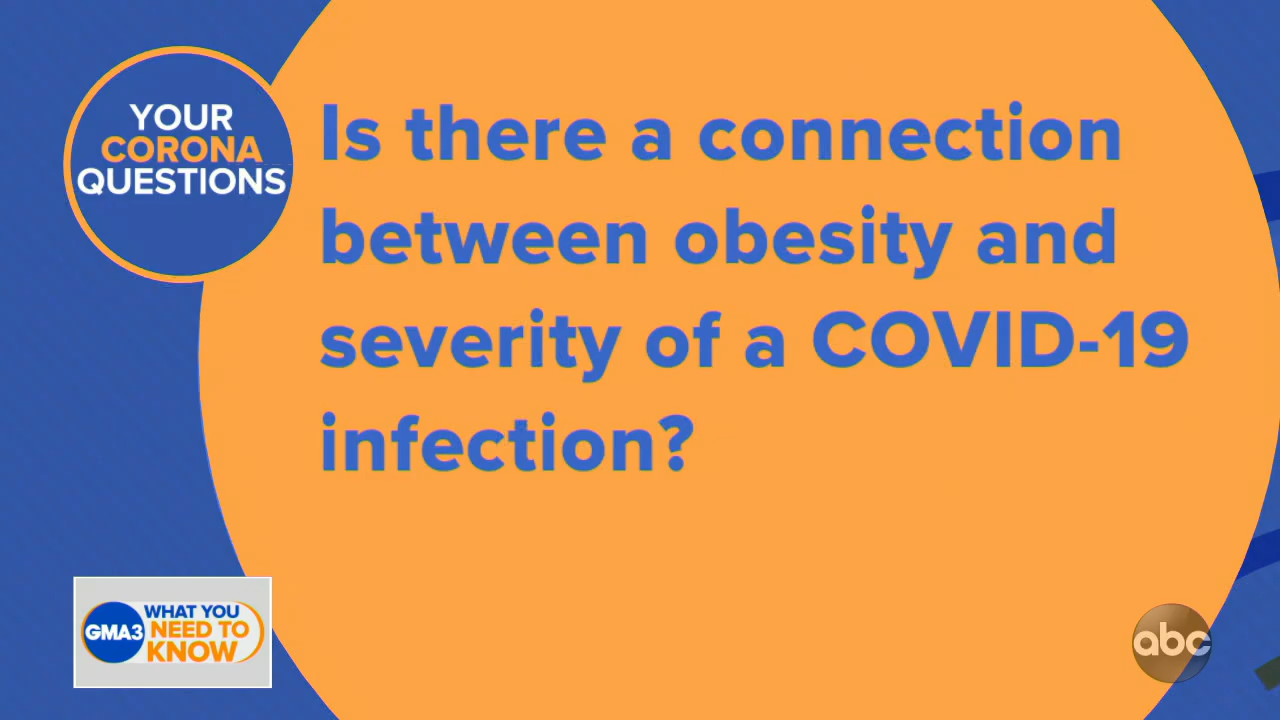 YOUR
CORONA
QUESTIONS
Is there a connection
between obesity and
severity of a COVID-19
infection?
GMA3
WHAT YOU
NEED TO
KNOW
abc